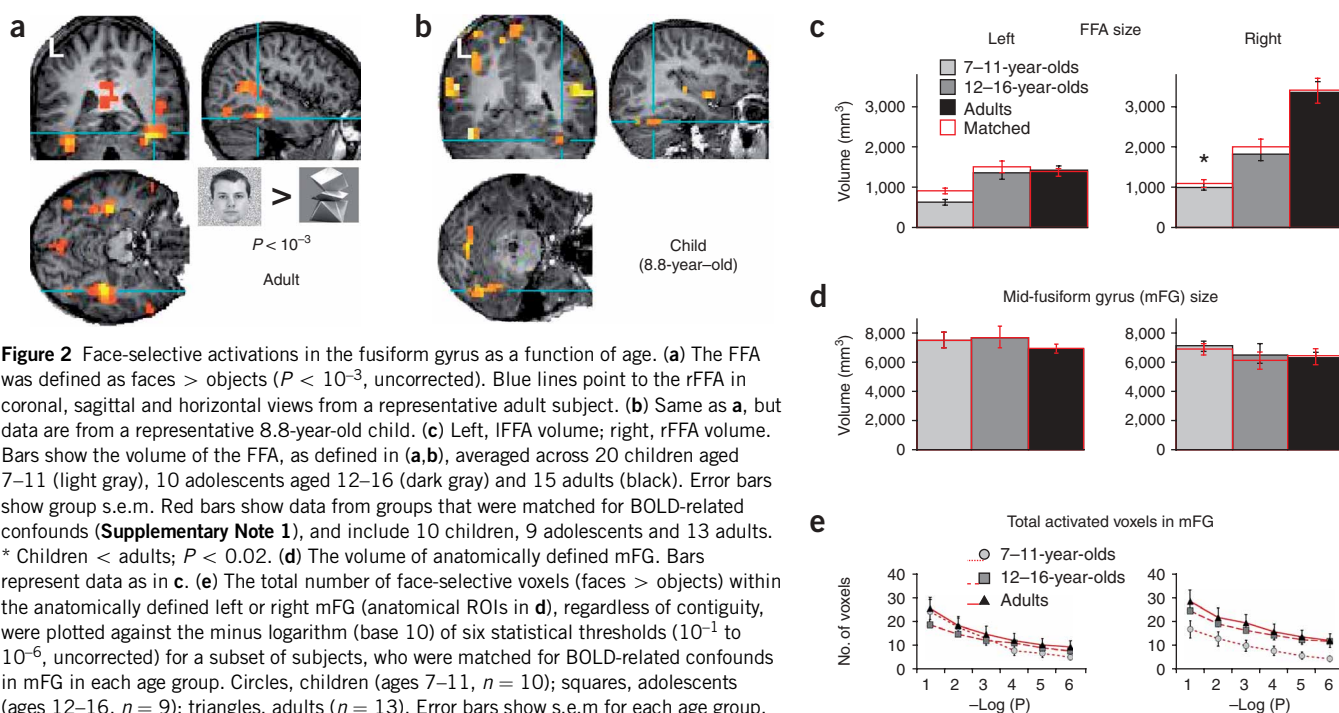 a
L
P < 10⁻³
Adult
b
L
Child
(8.8-year–old)
c
FFA size
Left
Right
7–11-year-olds
12–16-year-olds
Adults
Matched
Volume (mm³)
3,000
2,000
1,000
0
3,000
2,000
1,000
0
*
d
Mid-fusiform gyrus (mFG) size
Volume (mm³)
8,000
6,000
4,000
2,000
0
8,000
6,000
4,000
2,000
0
e
Total activated voxels in mFG
7–11-year-olds
12–16-year-olds
Adults
No. of voxels
40
30
20
10
0
1 2 3 4 5 6
–Log (P)
40
30
20
10
0
1 2 3 4 5 6
–Log (P)
Figure 2 Face-selective activations in the fusiform gyrus as a function of age. (a) The FFA
was defined as faces > objects (P < 10⁻³, uncorrected). Blue lines point to the rFFA in
coronal, sagittal and horizontal views from a representative adult subject. (b) Same as a, but
data are from a representative 8.8-year-old child. (c) Left, lFFA volume; right, rFFA volume.
Bars show the volume of the FFA, as defined in (a,b), averaged across 20 children aged
7–11 (light gray), 10 adolescents aged 12–16 (dark gray) and 15 adults (black). Error bars
show group s.e.m. Red bars show data from groups that were matched for BOLD-related
confounds (Supplementary Note 1), and include 10 children, 9 adolescents and 13 adults.
* Children < adults; P < 0.02. (d) The volume of anatomically defined mFG. Bars
represent data as in c. (e) The total number of face-selective voxels (faces > objects) within
the anatomically defined left or right mFG (anatomical ROIs in d), regardless of contiguity,
were plotted against the minus logarithm (base 10) of six statistical thresholds (10⁻¹ to
10⁻⁶, uncorrected) for a subset of subjects, who were matched for BOLD-related confounds
in mFG in each age group. Circles, children (ages 7–11, n = 10); squares, adolescents
(ages 12–16, n = 9); triangles, adults (n = 13). Error bars show s.e.m for each age group.